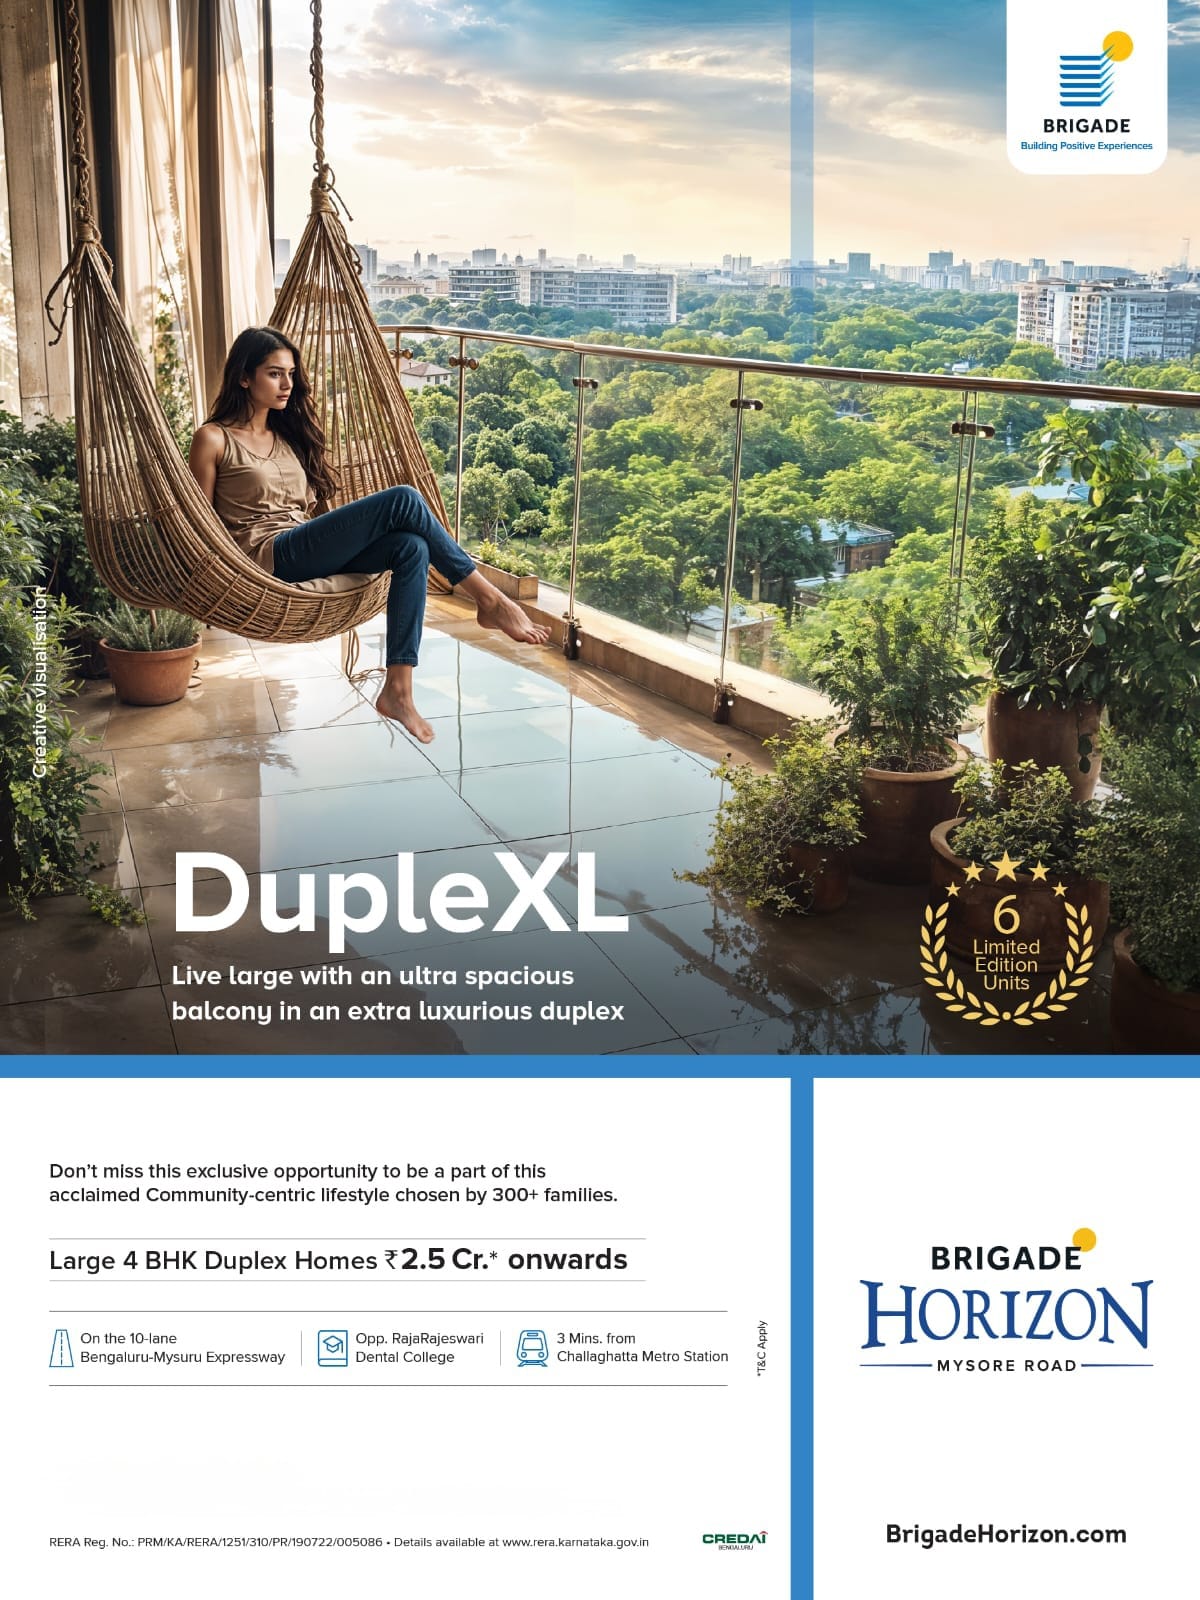 BRIGADE
Building Positive Experiences
Creative visualisation
DupleXL
Live large with an ultra spacious
balcony in an extra luxurious duplex
6
Limited
Edition
Units
Don't miss this exclusive opportunity to be a part of this
acclaimed Community-centric lifestyle chosen by 300+ families.
Large 4 BHK Duplex Homes ₹2.5 Cr.* onwards
On the 10-lane
Bengaluru-Mysuru Expressway
Opp. RajaRajeswari
Dental College
3 Mins. from
Challaghatta Metro Station
*T&C Apply
BRIGADE
HORIZON
MYSORE ROAD
RERA Reg. No.: PRM/KA/RERA/1251/310/PR/190722/005086 • Details available at www.rera.karnataka.gov.in
CREDAI
BENGALURU
BrigadeHorizon.com